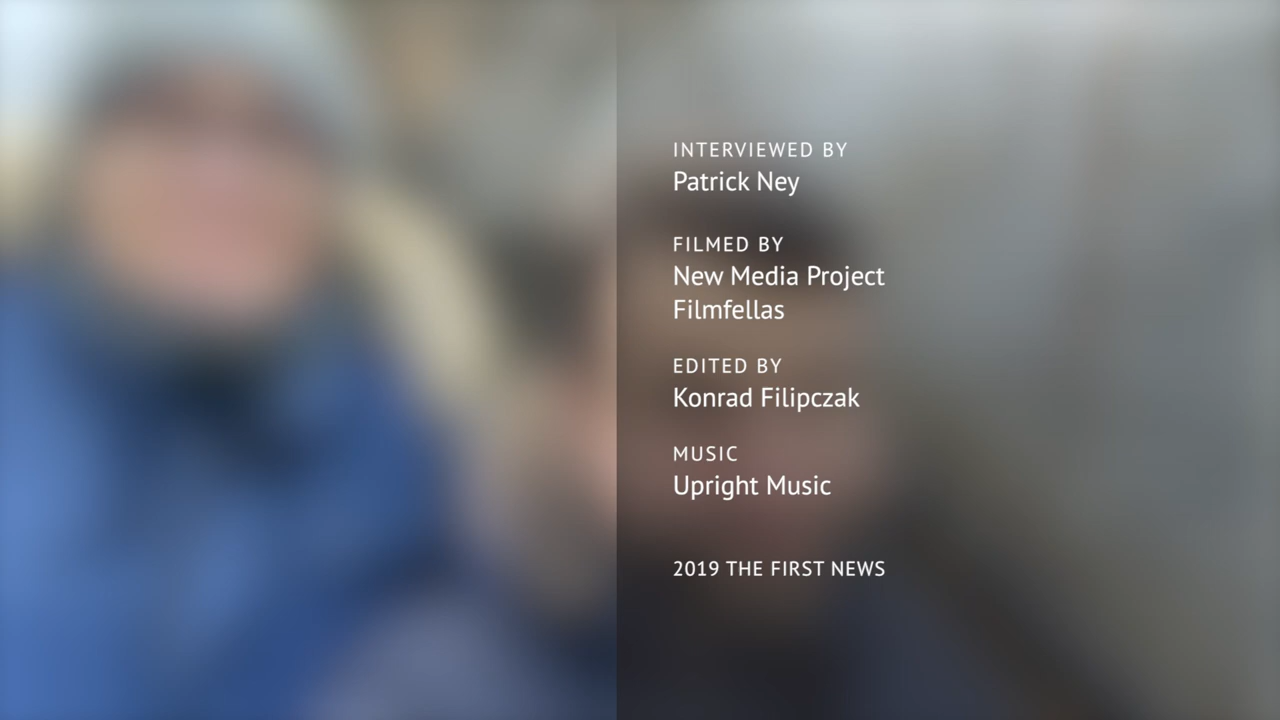 INTERVIEWED BY
Patrick Ney
FILMED BY
New Media Project
Filmfellas
EDITED BY
Konrad Filipczak
MUSIC
Upright Music
2019 THE FIRST NEWS